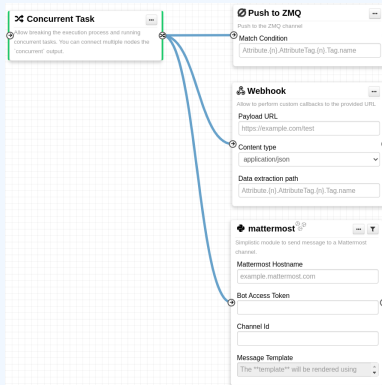 Concurrent Task
...
Allow breaking the execution process and running
concurrent tasks. You can connect multiple nodes the
`concurrent` output.
Push to ZMQ
...
Push to the ZMQ channel
Match Condition
Attribute.{n}.AttributeTag.{n}.Tag.name
Webhook
...
Allow to perform custom callbacks to the provided URL
Payload URL
https://example.com/test
Content type
application/json
Data extraction path
Attribute.{n}.AttributeTag.{n}.Tag.name
mattermost
...
Simplistic module to send message to a Mattermost
channel.
Mattermost Hostname
example.mattermost.com
Bot Access Token
Channel Id
Message Template
The **template** will be rendered using